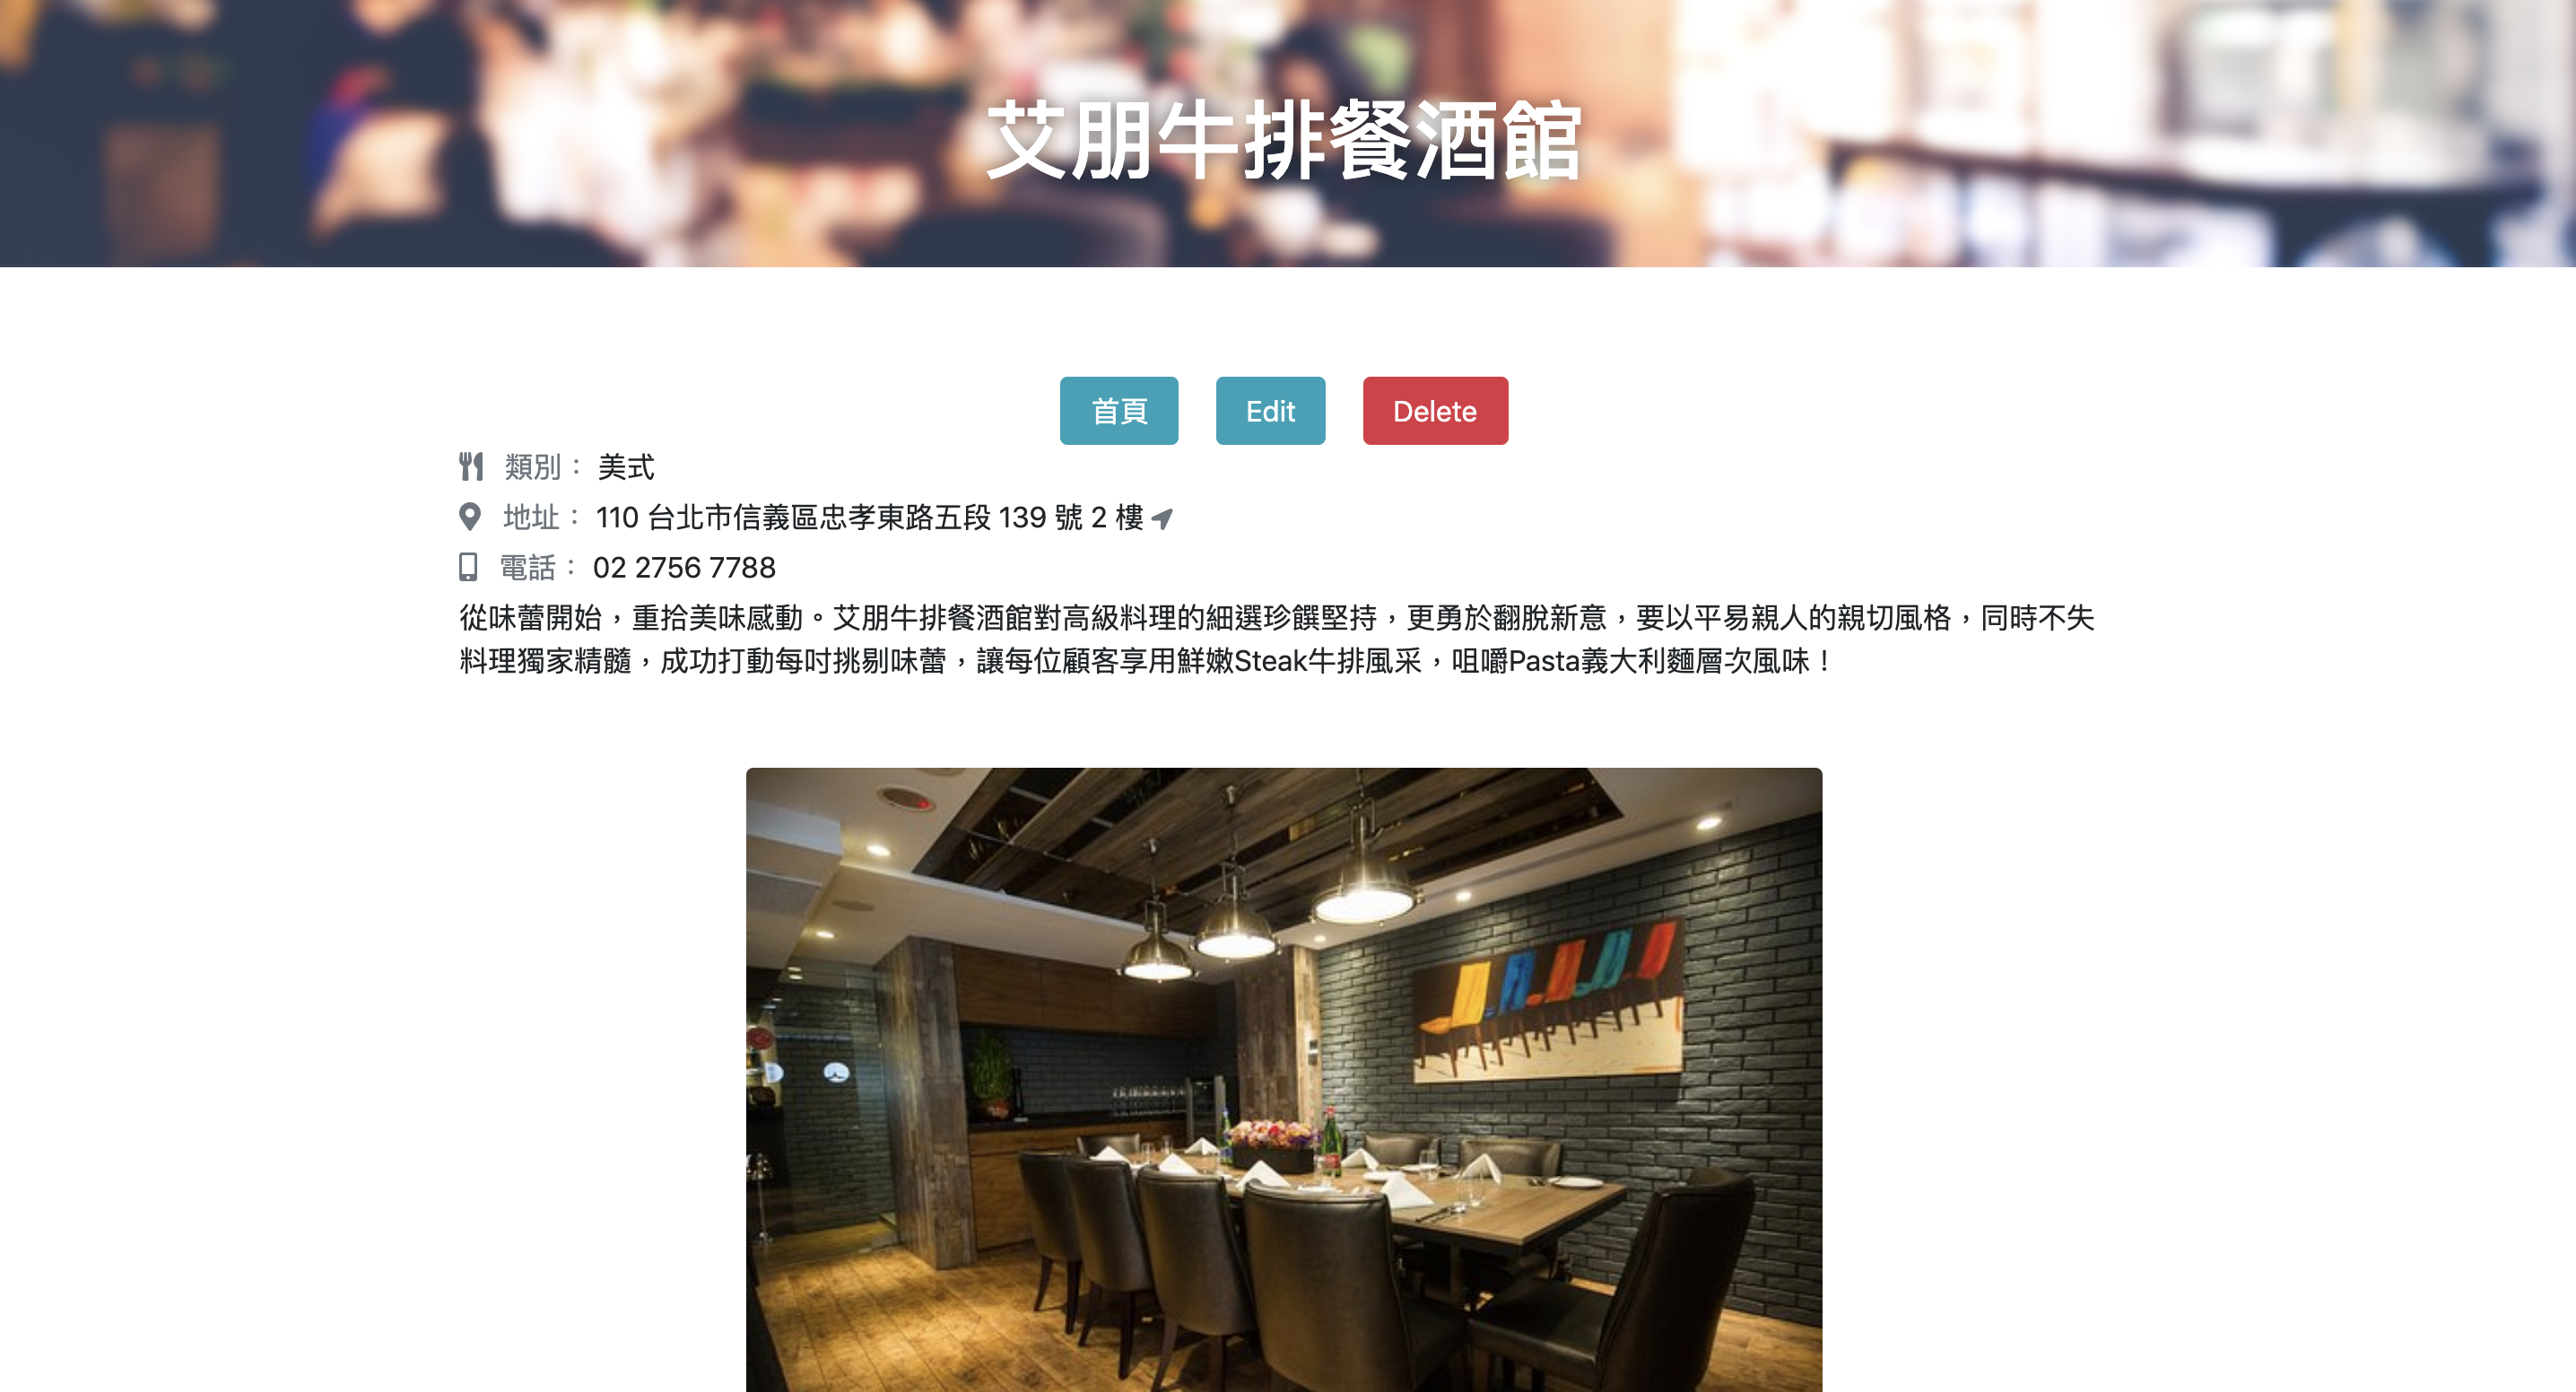 艾朋牛排餐酒館
首頁 Edit Delete
類別： 美式
地址： 110 台北市信義區忠孝東路五段 139 號 2 樓
電話： 02 2756 7788
從味蕾開始，重拾美味感動。艾朋牛排餐酒館對高級料理的細選珍饌堅持，更勇於翻脫新意，要以平易親人的親切風格，同時不失
料理獨家精髓，成功打動每吋挑剔味蕾，讓每位顧客享用鮮嫩Steak牛排風采，咀嚼Pasta義大利麵層次風味！